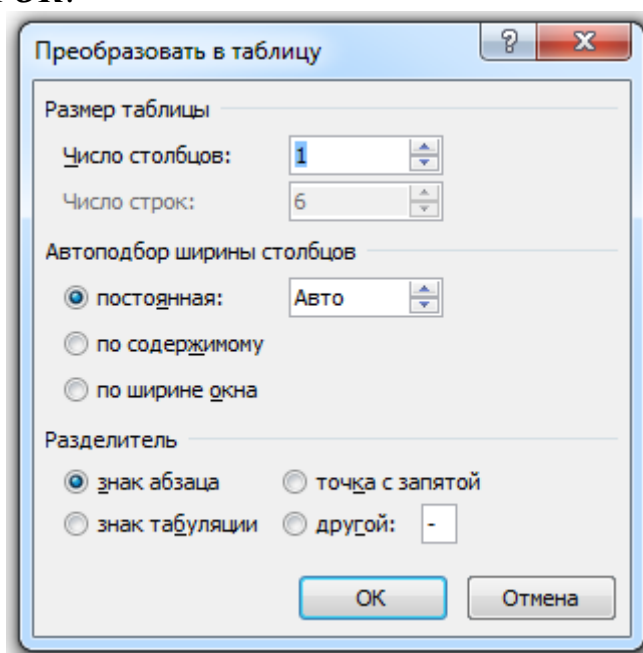 ОК.
Преобразовать в таблицу ?
Размер таблицы
Число столбцов: 1
Число строк: 6
Автоподбор ширины столбцов
постоянная: Авто
по содержимому
по ширине окна
Разделитель
знак абзаца точка с запятой
знак табуляции другой: -
ОК Отмена